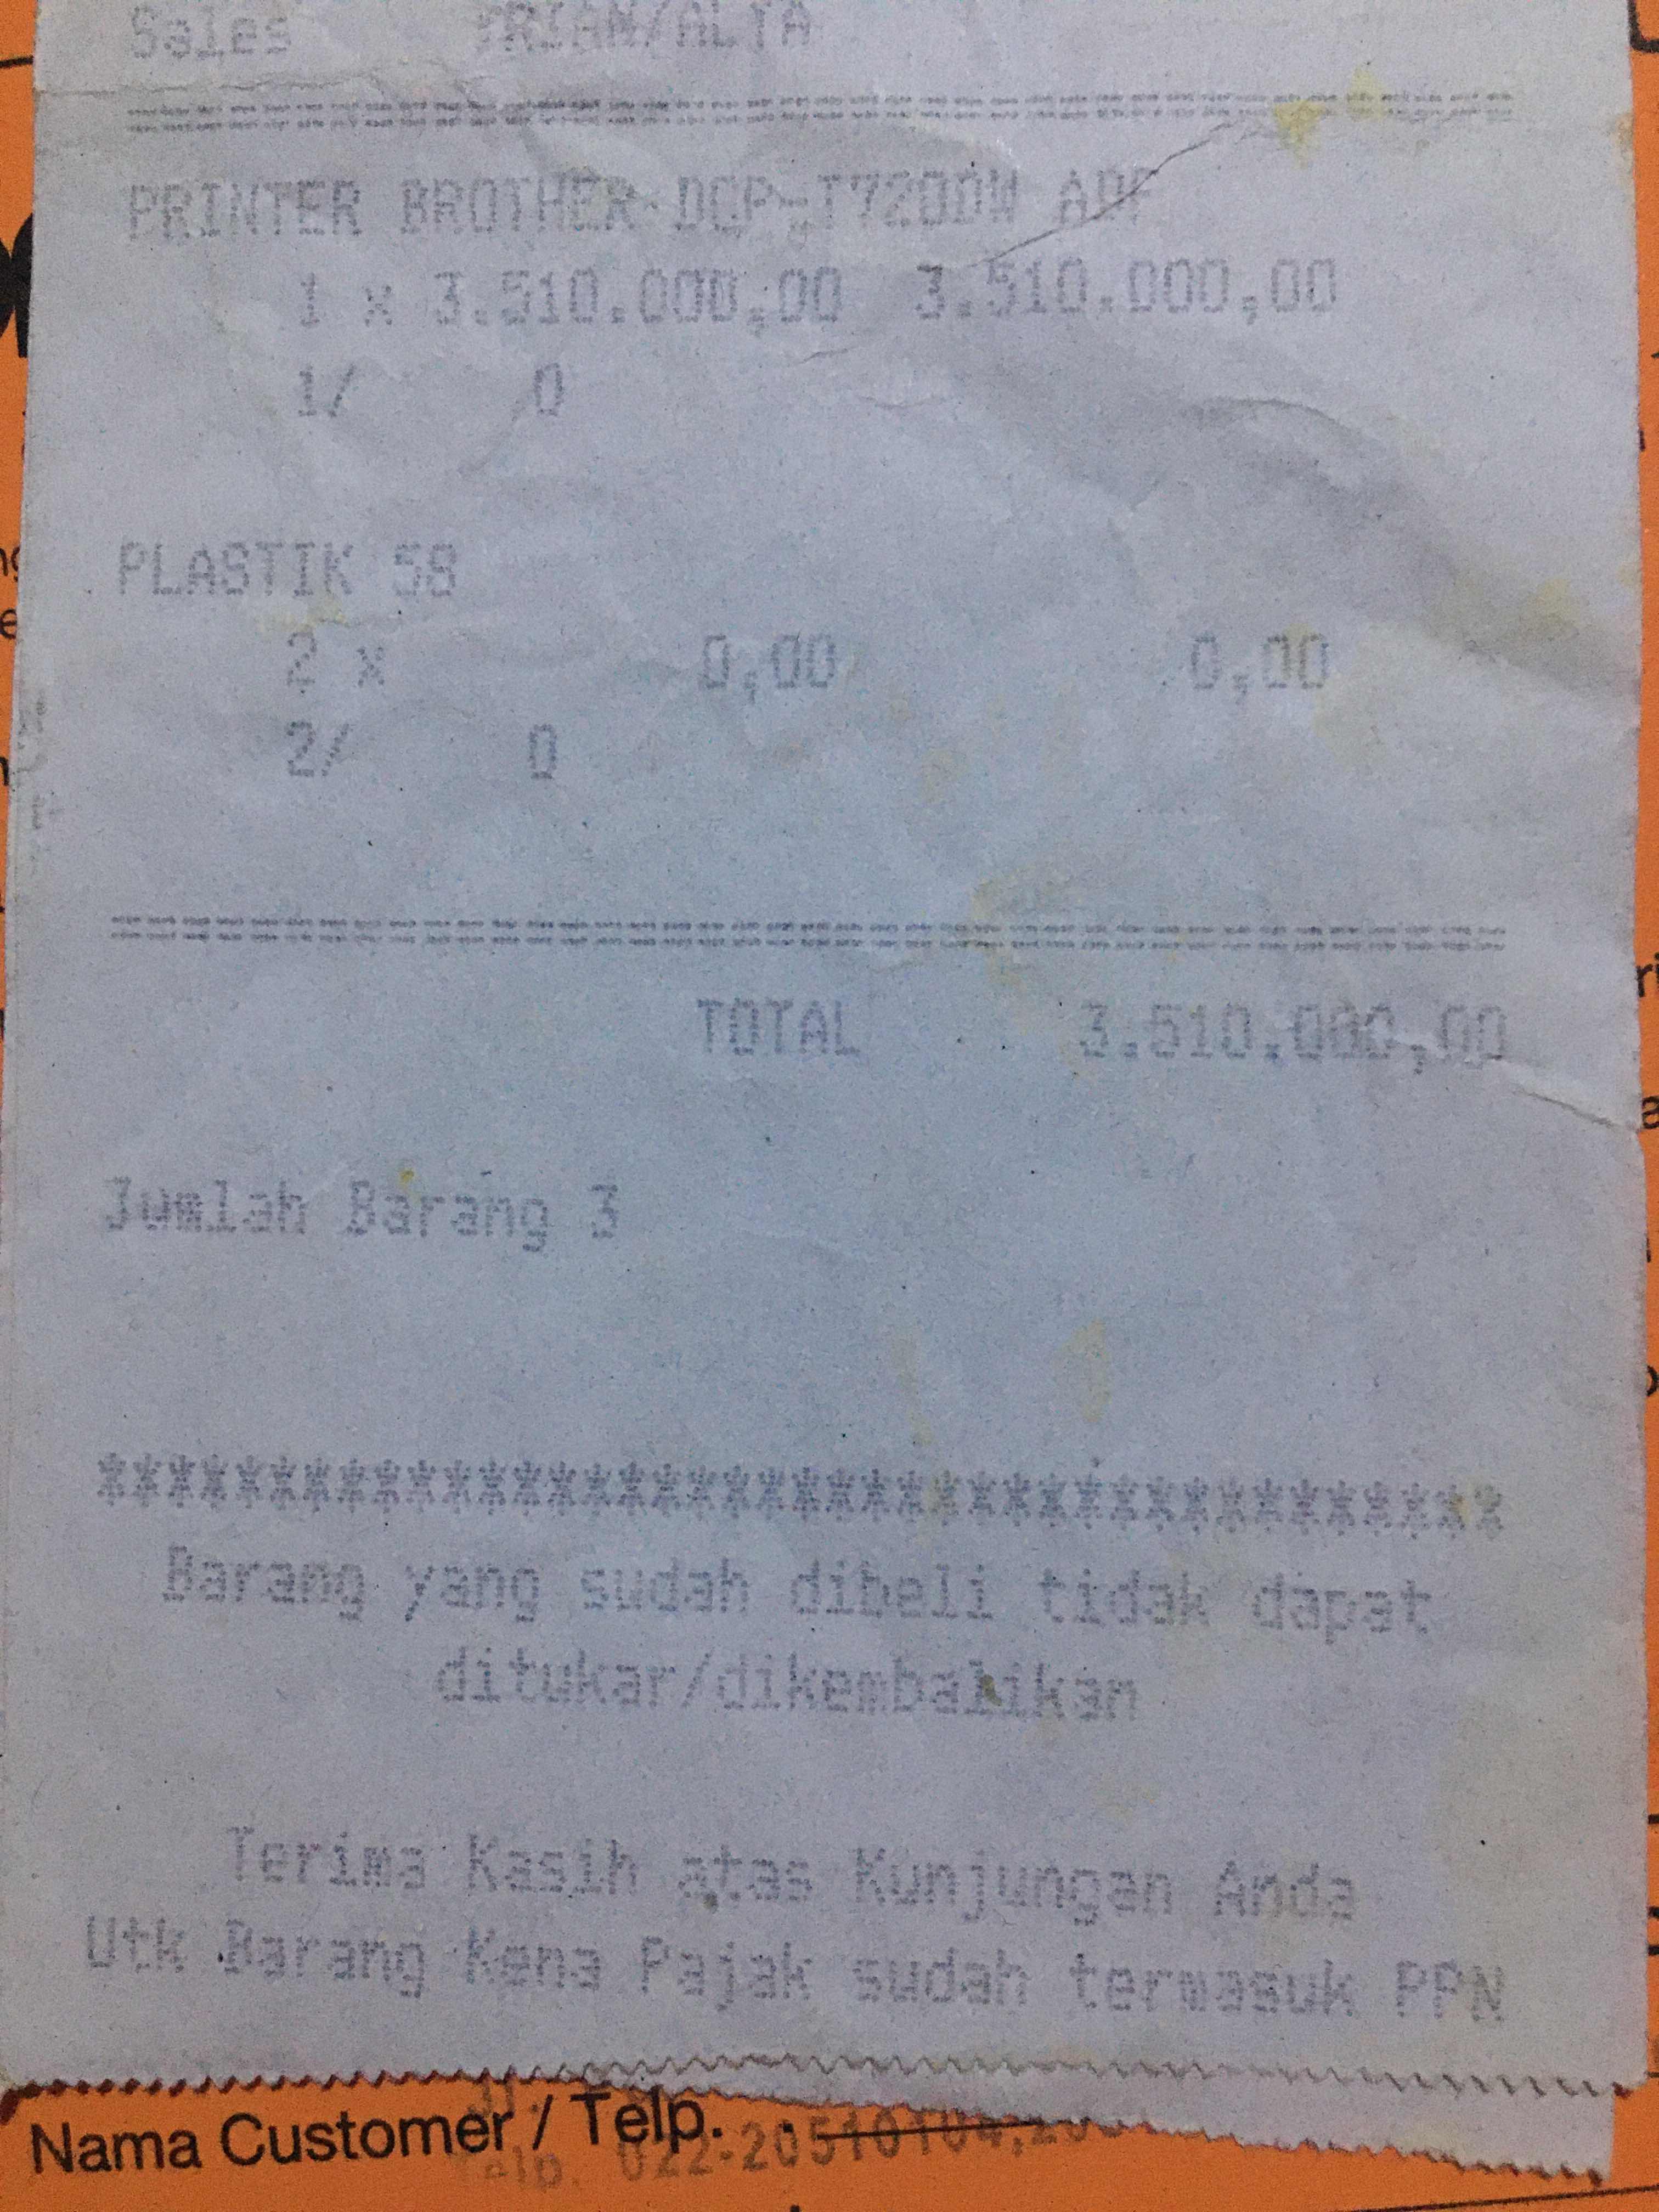 Sales
================================
PRINTER BROTHER DCP-T720DW ADF
1 x 3.510.000,00 3.510.000,00
1/ 0
PLASTIK 58
2 x 0,00 0,00
2/ 0
================================
TOTAL 3.510.000,00
Jumlah Barang 3
****************************************
Barang yang sudah dibeli tidak dapat
ditukar/dikembalikan
Terima Kasih atas Kunjungan Anda
Utk Barang Kena Pajak sudah termasuk PPN
Nama Customer / Telp.
Telp. 022-20510104,